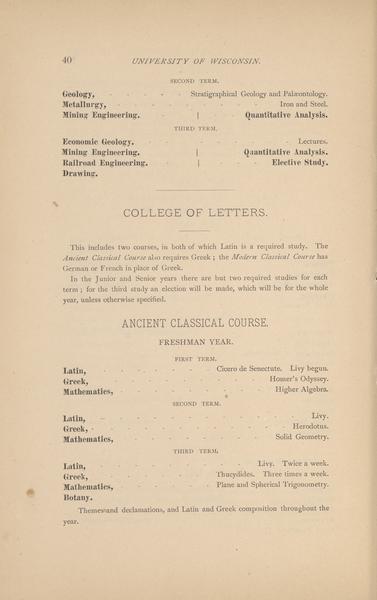 40 UNIVERSITY OF WISCONSIN.
SECOND TERM.
Geology, - - - - Stratigraphical Geology and Palæontology.
Metallurgy, - - - - - - - Iron and Steel.
Mining Engineering. | Quantitative Analysis.
THIRD TERM.
Economic Geology. - - - - - - Lectures.
Mining Engineering. | Quantitative Analysis.
Railroad Engineering. | - - Elective Study.
Drawing.
COLLEGE OF LETTERS.
This includes two courses, in both of which Latin is a required study. The
Ancient Classical Course also requires Greek; the Modern Classical Course has
German or French in place of Greek.
In the Junior and Senior years there are but two required studies for each
term; for the third study an election will be made, which will be for the whole
year, unless otherwise specified.
ANCIENT CLASSICAL COURSE.
FRESHMAN YEAR.
FIRST TERM.
Latin, - - - - - Cicero de Senectute. Livy begun.
Greek, - - - - - - - Homer's Odyssey.
Mathematics, - - - - - - Higher Algebra.
SECOND TERM.
Latin, - - - - - - - - Livy.
Greek, - - - - - - - - Herodotus.
Mathematics, - - - - - - Solid Geometry.
THIRD TERM.
Latin, - - - - - - Livy. Twice a week.
Greek, - - - - - Thucydides. Three times a week.
Mathematics, - - - - Plane and Spherical Trigonometry.
Botany.
Themes and declamations, and Latin and Greek composition throughout the
year.